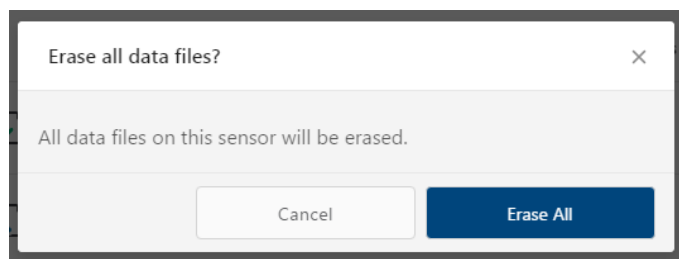 Erase all data files?
All data files on this sensor will be erased.
Cancel
Erase All